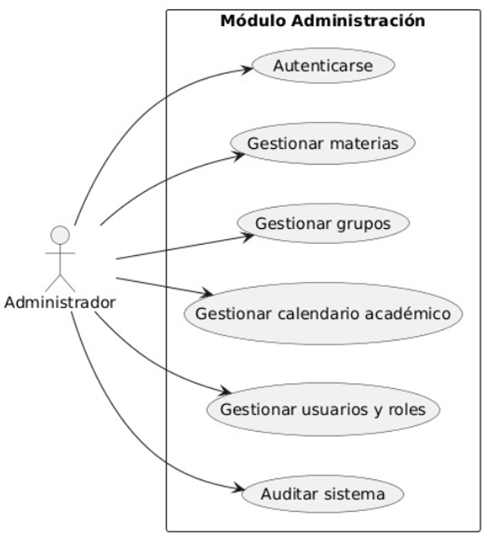 Módulo Administración
Autenticarse
Gestionar materias
Gestionar grupos
Administrador
Gestionar calendario académico
Gestionar usuarios y roles
Auditar sistema